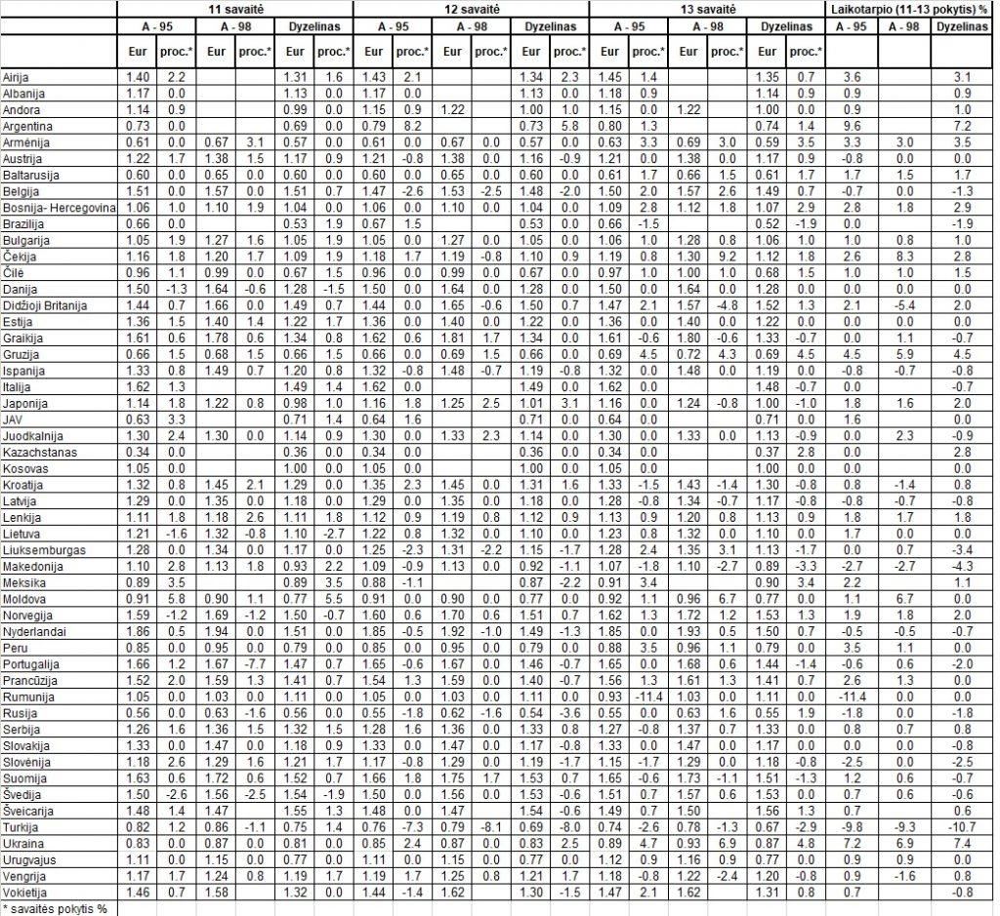 11 savaitė 12 savaitė 13 savaitė Laikotarpio (11-13 pokytis) %
A - 95 A - 98 Dyzelinas A - 95 A - 98 Dyzelinas A - 95 A - 98 Dyzelinas A - 95 A - 98 Dyzelinas
Eur proc.* Eur proc.* Eur proc.* Eur proc.* Eur proc.* Eur proc.* Eur proc.* Eur proc.* Eur proc.*
Airija 1.40 2.2 1.31 1.6 1.43 2.1 1.34 2.3 1.45 1.4 1.35 0.7 3.6 3.1
Albanija 1.17 0.0 1.13 0.0 1.17 0.0 1.13 0.0 1.18 0.9 1.14 0.9 0.9 0.9
Andora 1.14 0.9 0.99 0.0 1.15 0.9 1.22 1.00 1.0 1.15 0.0 1.22 1.00 0.0 0.9 1.0
Argentina 0.73 0.0 0.69 0.0 0.79 8.2 0.73 5.8 0.80 1.3 0.74 1.4 9.6 7.2
Armėnija 0.61 0.0 0.67 3.1 0.57 0.0 0.61 0.0 0.67 0.0 0.57 0.0 0.63 3.3 0.69 3.0 0.59 3.5 3.3 3.0 3.5
Austrija 1.22 1.7 1.38 1.5 1.17 0.9 1.21 -0.8 1.38 0.0 1.16 -0.9 1.21 0.0 1.38 0.0 1.17 0.9 -0.8 0.0 0.0
Baltarusija 0.60 0.0 0.65 0.0 0.60 0.0 0.60 0.0 0.65 0.0 0.60 0.0 0.61 1.7 0.66 1.5 0.61 1.7 1.7 1.5 1.7
Belgija 1.51 0.0 1.57 0.0 1.51 0.7 1.47 -2.6 1.53 -2.5 1.48 -2.0 1.50 2.0 1.57 2.6 1.49 0.7 -0.7 0.0 -1.3
Bosnija- Hercegovina 1.06 1.0 1.10 1.9 1.04 0.0 1.06 0.0 1.10 0.0 1.04 0.0 1.09 2.8 1.12 1.8 1.07 2.9 2.8 1.8 2.9
Brazilija 0.66 0.0 0.53 1.9 0.67 1.5 0.53 0.0 0.66 -1.5 0.52 -1.9 0.0 -1.9
Bulgarija 1.05 1.9 1.27 1.6 1.05 1.9 1.05 0.0 1.27 0.0 1.05 0.0 1.06 1.0 1.28 0.8 1.06 1.0 1.0 0.8 1.0
Čekija 1.16 1.8 1.20 1.7 1.09 1.9 1.18 1.7 1.19 -0.8 1.10 0.9 1.19 0.8 1.30 9.2 1.12 1.8 2.6 8.3 2.8
Čilė 0.96 1.1 0.99 0.0 0.67 1.5 0.96 0.0 0.99 0.0 0.67 0.0 0.97 1.0 1.00 1.0 0.68 1.5 1.0 1.0 1.5
Danija 1.50 -1.3 1.64 -0.6 1.28 -1.5 1.50 0.0 1.64 0.0 1.28 0.0 1.50 0.0 1.64 0.0 1.28 0.0 0.0 0.0 0.0
Didžioji Britanija 1.44 0.7 1.66 0.0 1.49 0.7 1.44 0.0 1.65 -0.6 1.50 0.7 1.47 2.1 1.57 -4.8 1.52 1.3 2.1 -5.4 2.0
Estija 1.36 1.5 1.40 1.4 1.22 1.7 1.36 0.0 1.40 0.0 1.22 0.0 1.36 0.0 1.40 0.0 1.22 0.0 0.0 0.0 0.0
Graikija 1.61 0.6 1.78 0.6 1.34 0.8 1.62 0.6 1.81 1.7 1.34 0.0 1.61 -0.6 1.80 -0.6 1.33 -0.7 0.0 1.1 -0.7
Gruzija 0.66 1.5 0.68 1.5 0.66 1.5 0.66 0.0 0.69 1.5 0.66 0.0 0.69 4.5 0.72 4.3 0.69 4.5 4.5 5.9 4.5
Ispanija 1.33 0.8 1.49 0.7 1.20 0.8 1.32 -0.8 1.48 -0.7 1.19 -0.8 1.32 0.0 1.48 0.0 1.19 0.0 -0.8 -0.7 -0.8
Italija 1.62 1.3 1.49 1.4 1.62 0.0 1.49 0.0 1.62 0.0 1.48 -0.7 0.0 -0.7
Japonija 1.14 1.8 1.22 0.8 0.98 1.0 1.16 1.8 1.25 2.5 1.01 3.1 1.16 0.0 1.24 -0.8 1.00 -1.0 1.8 1.6 2.0
JAV 0.63 3.3 0.71 1.4 0.64 1.6 0.71 0.0 0.64 0.0 0.71 0.0 1.6 0.0
Juodkalnija 1.30 2.4 1.30 0.0 1.14 0.9 1.30 0.0 1.33 2.3 1.14 0.0 1.30 0.0 1.33 0.0 1.13 -0.9 0.0 2.3 -0.9
Kazachstanas 0.34 0.0 0.36 0.0 0.34 0.0 0.36 0.0 0.34 0.0 0.37 2.8 0.0 2.8
Kosovas 1.05 0.0 1.00 0.0 1.05 0.0 1.00 0.0 1.05 0.0 1.00 0.0 0.0 0.0
Kroatija 1.32 0.8 1.45 2.1 1.29 0.0 1.35 2.3 1.45 0.0 1.31 1.6 1.33 -1.5 1.43 -1.4 1.30 -0.8 0.8 -1.4 0.8
Latvija 1.29 0.0 1.35 0.0 1.18 0.0 1.29 0.0 1.35 0.0 1.18 0.0 1.28 -0.8 1.34 -0.7 1.17 -0.8 -0.8 -0.7 -0.8
Lenkija 1.11 1.8 1.18 2.6 1.11 1.8 1.12 0.9 1.19 0.8 1.12 0.9 1.13 0.9 1.20 0.8 1.13 0.9 1.8 1.7 1.8
Lietuva 1.21 -1.6 1.32 -0.8 1.10 -2.7 1.22 0.8 1.32 0.0 1.10 0.0 1.23 0.8 1.32 0.0 1.10 0.0 1.7 0.0 0.0
Liuksemburgas 1.28 0.0 1.34 0.0 1.17 0.0 1.25 -2.3 1.31 -2.2 1.15 -1.7 1.28 2.4 1.35 3.1 1.13 -1.7 0.0 0.7 -3.4
Makedonija 1.10 2.8 1.13 1.8 0.93 2.2 1.09 -0.9 1.13 0.0 0.92 -1.1 1.07 -1.8 1.10 -2.7 0.89 -3.3 -2.7 -2.7 -4.3
Meksika 0.89 3.5 0.89 3.5 0.88 -1.1 0.87 -2.2 0.91 3.4 0.90 3.4 2.2 1.1
Moldova 0.91 5.8 0.90 1.1 0.77 5.5 0.91 0.0 0.90 0.0 0.77 0.0 0.92 1.1 0.96 6.7 0.77 0.0 1.1 6.7 0.0
Norvegija 1.59 -1.2 1.69 -1.2 1.50 -0.7 1.60 0.6 1.70 0.6 1.51 0.7 1.62 1.3 1.72 1.2 1.53 1.3 1.9 1.8 2.0
Nyderlandai 1.86 0.5 1.94 0.0 1.51 0.0 1.85 -0.5 1.92 -1.0 1.49 -1.3 1.85 0.0 1.93 0.5 1.50 0.7 -0.5 -0.5 -0.7
Peru 0.85 0.0 0.95 0.0 0.79 0.0 0.85 0.0 0.95 0.0 0.79 0.0 0.88 3.5 0.96 1.1 0.79 0.0 3.5 1.1 0.0
Portugalija 1.66 1.2 1.67 -7.7 1.47 0.7 1.65 -0.6 1.67 0.0 1.46 -0.7 1.65 0.0 1.68 0.6 1.44 -1.4 -0.6 0.6 -2.0
Prancūzija 1.52 2.0 1.59 1.3 1.41 0.7 1.54 1.3 1.59 0.0 1.40 -0.7 1.56 1.3 1.61 1.3 1.41 0.7 2.6 1.3 0.0
Rumunija 1.05 0.0 1.03 0.0 1.11 0.0 1.05 0.0 1.03 0.0 1.11 0.0 0.93 -11.4 1.03 0.0 1.11 0.0 -11.4 0.0 0.0
Rusija 0.56 0.0 0.63 -1.6 0.56 0.0 0.55 -1.8 0.62 -1.6 0.54 -3.6 0.55 0.0 0.63 1.6 0.55 1.9 -1.8 0.0 -1.8
Serbija 1.26 1.6 1.36 1.5 1.32 1.5 1.28 1.6 1.36 0.0 1.33 0.8 1.27 -0.8 1.37 0.7 1.33 0.0 0.8 0.7 0.8
Slovakija 1.33 0.0 1.47 0.0 1.18 0.9 1.33 0.0 1.47 0.0 1.17 -0.8 1.33 0.0 1.47 0.0 1.17 0.0 0.0 0.0 -0.8
Slovėnija 1.18 2.6 1.29 1.6 1.21 1.7 1.17 -0.8 1.29 0.0 1.19 -1.7 1.15 -1.7 1.29 0.0 1.18 -0.8 -2.5 0.0 -2.5
Suomija 1.63 0.6 1.72 0.6 1.52 0.7 1.66 1.8 1.75 1.7 1.53 0.7 1.65 -0.6 1.73 -1.1 1.51 -1.3 1.2 0.6 -0.7
Švedija 1.50 -2.6 1.56 -2.5 1.54 -1.9 1.50 0.0 1.56 0.0 1.53 -0.6 1.51 0.7 1.57 0.6 1.53 0.0 0.7 0.6 -0.6
Šveicarija 1.48 1.4 1.47 1.55 1.3 1.48 0.0 1.47 1.54 -0.6 1.49 0.7 1.50 1.56 1.3 0.7 0.6
Turkija 0.82 1.2 0.86 -1.1 0.75 1.4 0.76 -7.3 0.79 -8.1 0.69 -8.0 0.74 -2.6 0.78 -1.3 0.67 -2.9 -9.8 -9.3 -10.7
Ukraina 0.83 0.0 0.87 0.0 0.81 0.0 0.85 2.4 0.87 0.0 0.83 2.5 0.89 4.7 0.93 6.9 0.87 4.8 7.2 6.9 7.4
Urugvajus 1.11 0.0 1.15 0.0 0.77 0.0 1.11 0.0 1.15 0.0 0.77 0.0 1.12 0.9 1.16 0.9 0.77 0.0 0.9 0.9 0.0
Vengrija 1.17 1.7 1.24 0.8 1.19 1.7 1.19 1.7 1.25 0.8 1.21 1.7 1.18 -0.8 1.22 -2.4 1.20 -0.8 0.9 -1.6 0.8
Vokietija 1.46 0.7 1.58 1.32 0.0 1.44 -1.4 1.62 1.30 -1.5 1.47 2.1 1.62 1.31 0.8 0.7 -0.8
* savaitės pokytis %